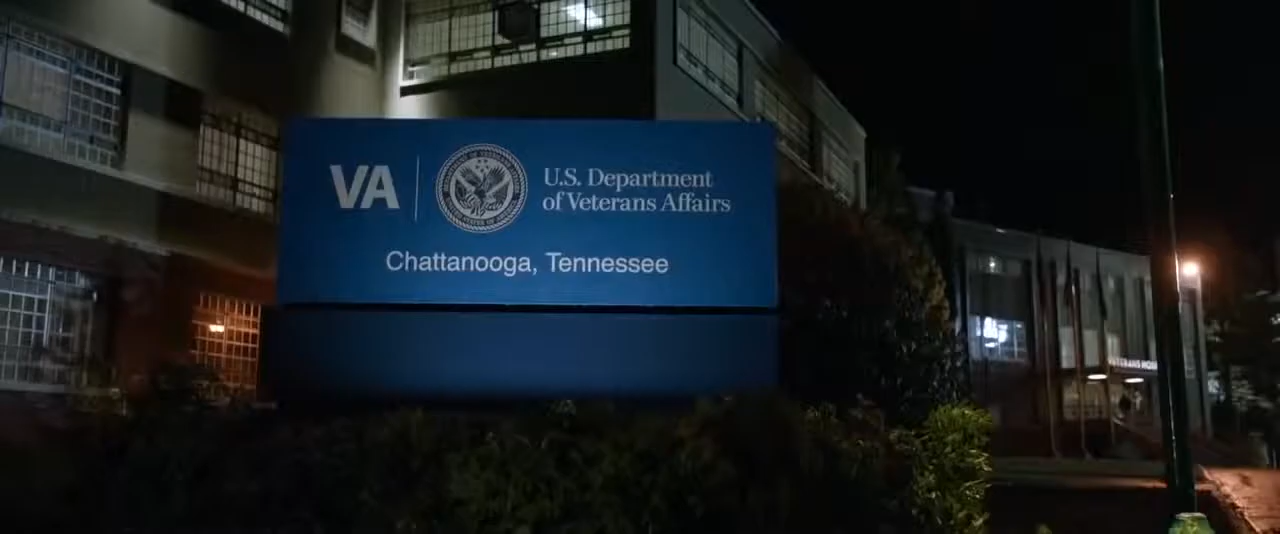 VA
U.S. Department
of Veterans Affairs
Chattanooga, Tennessee